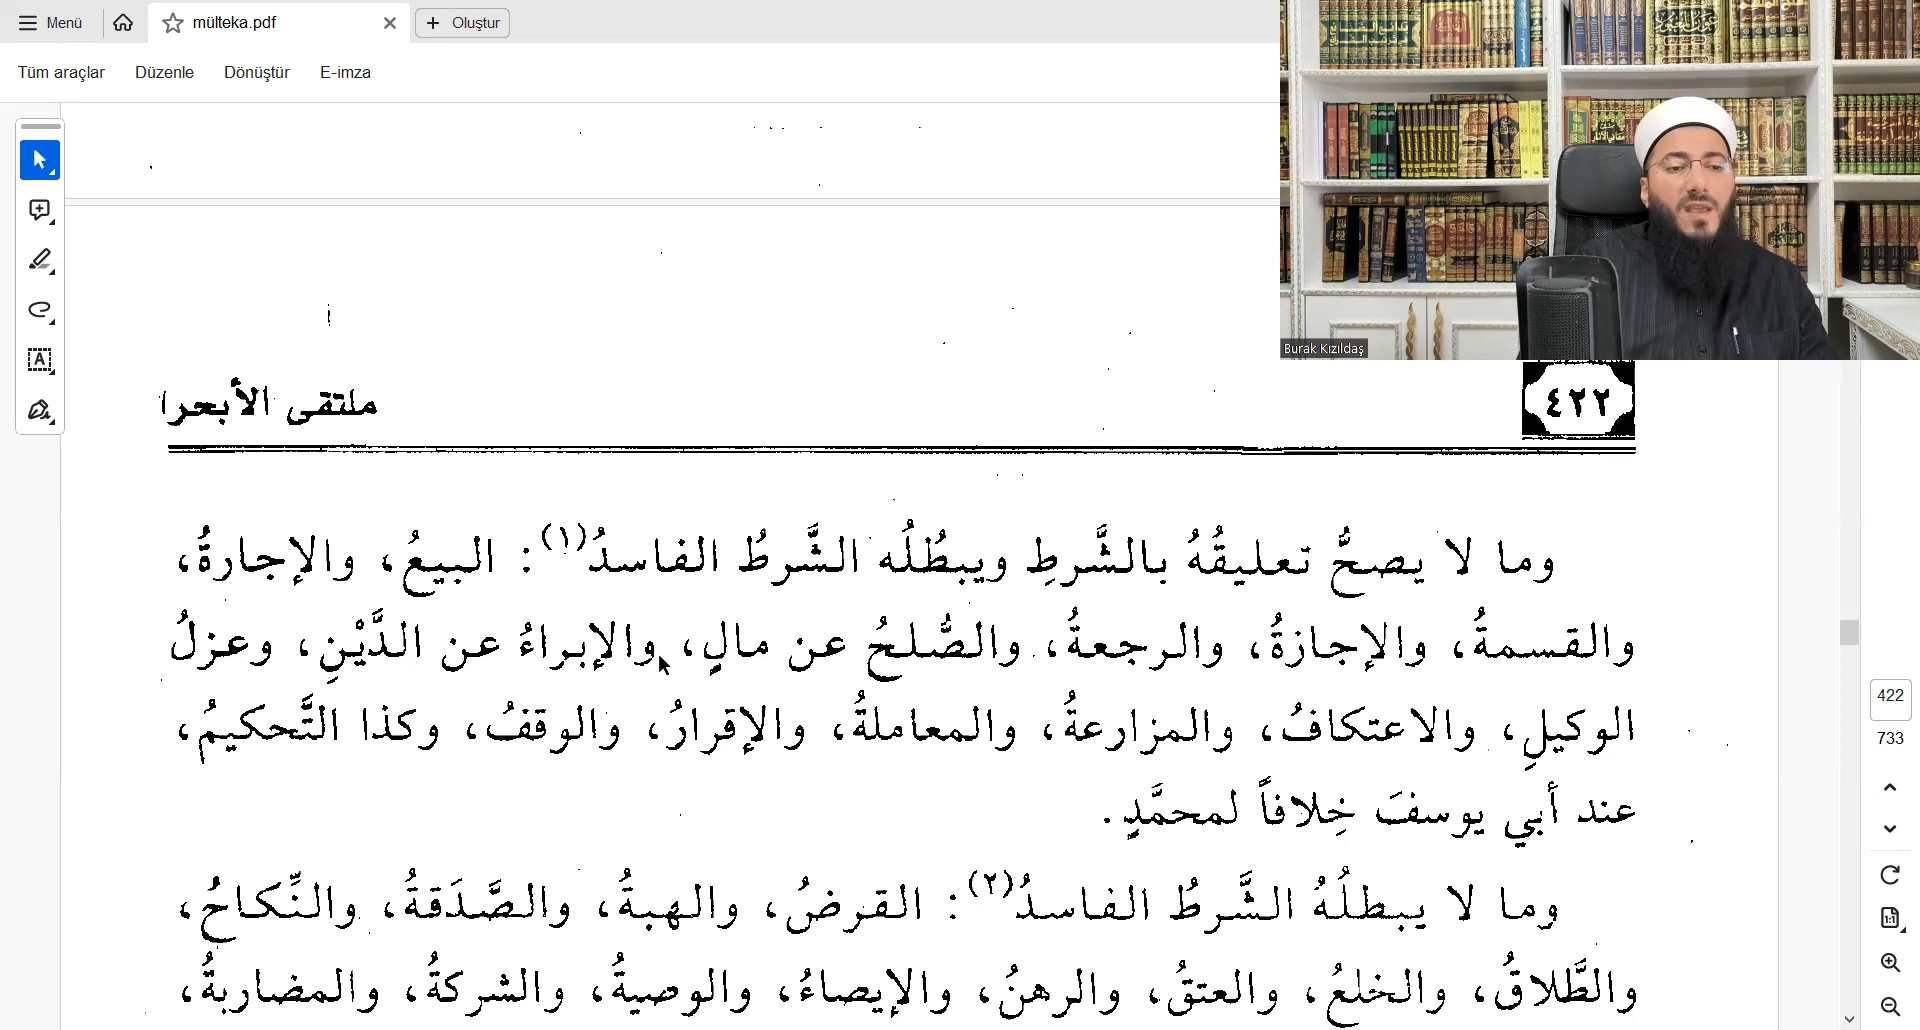 Menü
mülteka.pdf
Oluştur
Tüm araçlar Düzenle Dönüştür E-imza
Burak Kızıldaş
٤٢٢
ملتقى الأبحرا
وما لا يصحُّ تعليقُهُ بالشَّرطِ ويبطُلُه الشَّرطُ الفاسدُ(١): البيعُ، والإجارةُ،
والقسمةُ، والإجازةُ، والرجعةُ، والصُّلحُ عن مالٍ، والإبراءُ عن الدَّيْنِ، وعزلُ
الوكيلِ، والاعتكافُ، والمزارعةُ، والمعاملةُ، والإقرارُ، والوقفُ، وكذا التَّحكيمُ،
عند أبي يوسفَ خِلافاً لمحمَّدٍ.
وما لا يبطلُهُ الشَّرطُ الفاسدُ(٢): القرضُ، والهبةُ، والصَّدَقةُ، والنِّكاحُ،
والطَّلاقُ، والخلعُ، والعتقُ، والرهنُ، والإيصاءُ، والوصيةُ، والشركةُ، والمضاربةُ،
422
733